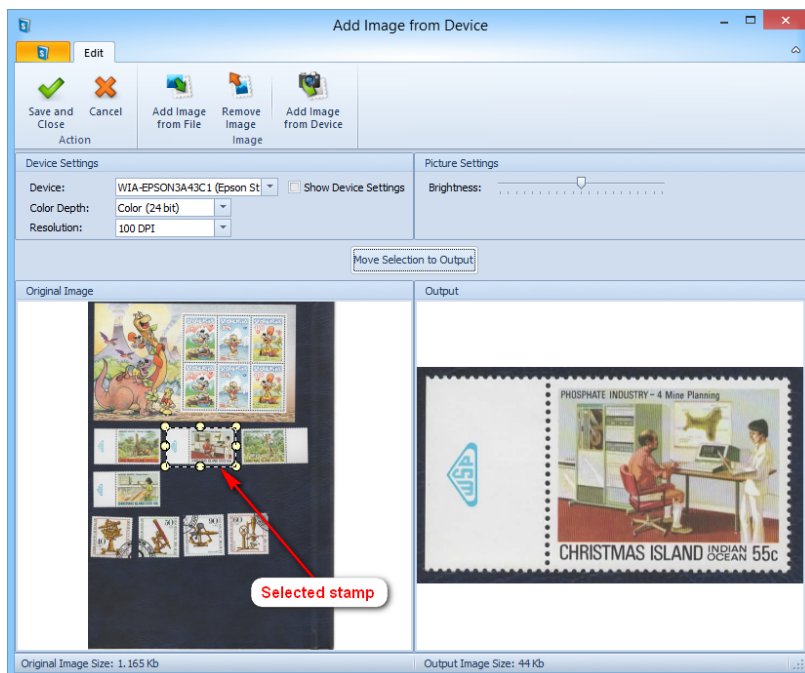 Add Image from Device
Edit
Save and Close
Cancel
Add Image from File
Remove Image
Add Image from Device
Action
Image
Device Settings
Picture Settings
Device:
WIA-EPSON3A43C1 (Epson St
Show Device Settings
Brightness:
Color Depth:
Color (24 bit)
Resolution:
100 DPI
Move Selection to Output
Original Image
Output
PHOSPHATE INDUSTRY - 4 Mine Planning
WSP
CHRISTMAS ISLAND INDIAN OCEAN 55c
Selected stamp
Original Image Size: 1.165 Kb
Output Image Size: 44 Kb